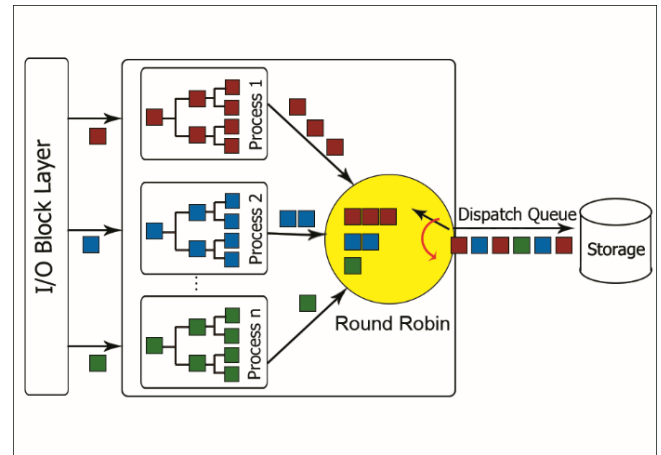 I/O Block Layer
Process 1
Process 2
Process n
Round Robin
Dispatch Queue
Storage